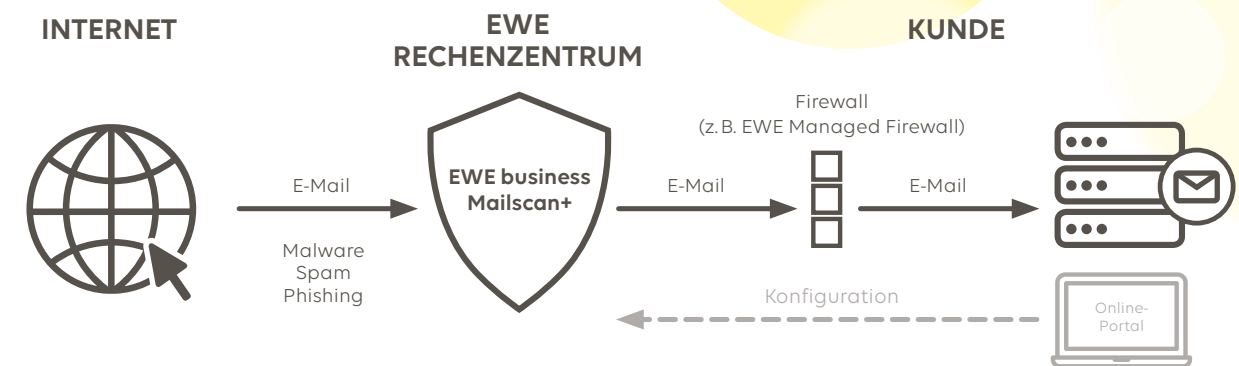 INTERNET
EWE
RECHENZENTRUM
KUNDE
Firewall
(z. B. EWE Managed Firewall)
E-Mail
EWE business
Mailscan+
E-Mail
E-Mail
Malware
Spam
Phishing
Konfiguration
Online-
Portal